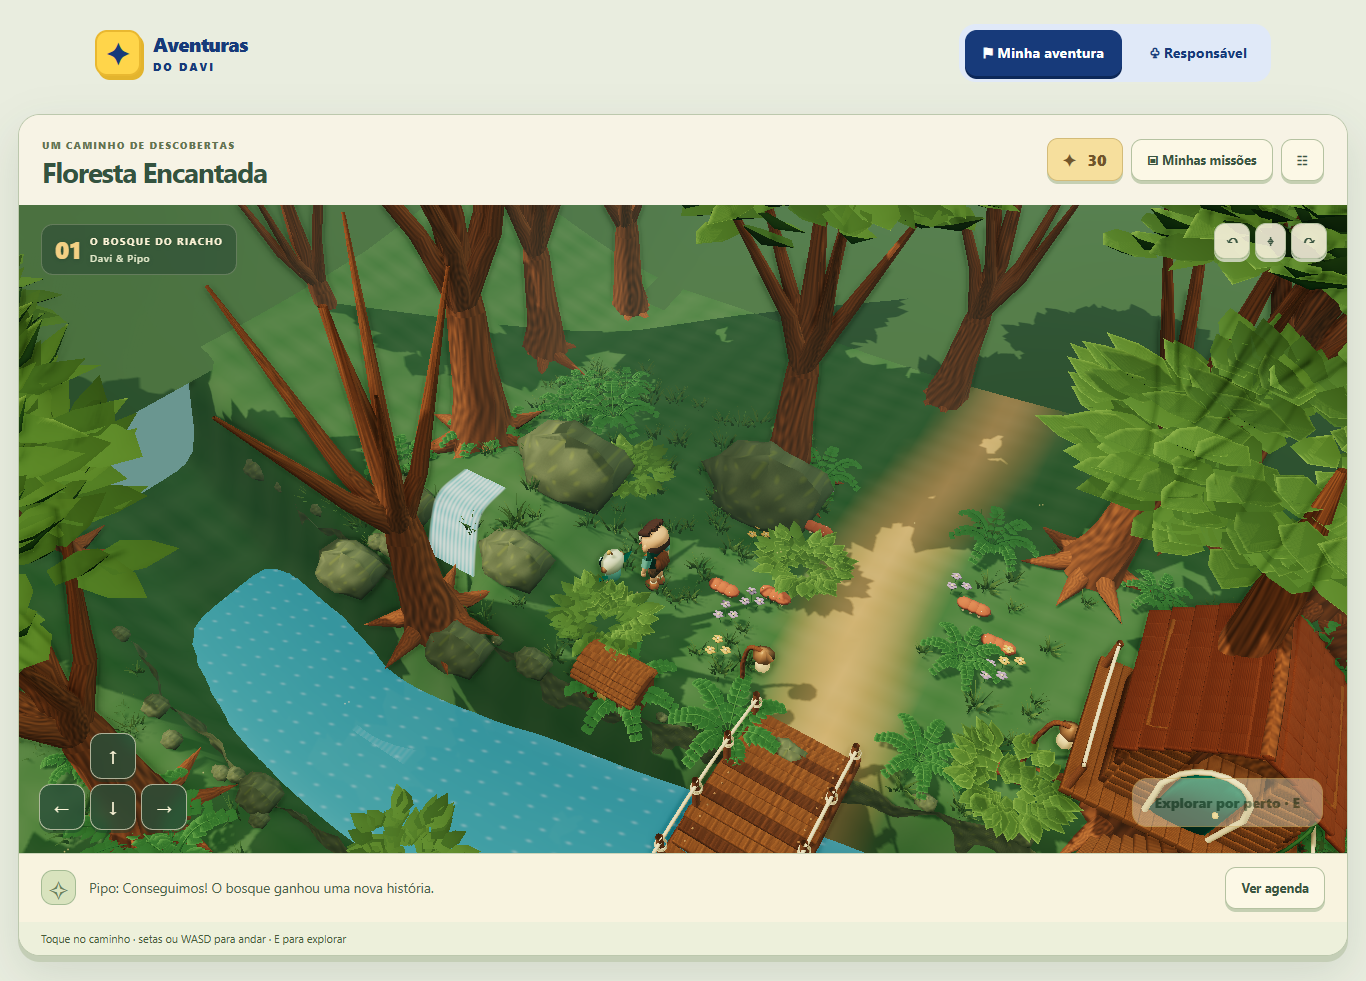 Aventuras
DO DAVI
Minha aventura
Responsável
UM CAMINHO DE DESCOBERTAS
Floresta Encantada
30
Minhas missões
01
O BOSQUE DO RIACHO
Davi & Pipo
Explorar por perto · E
Pipo: Conseguimos! O bosque ganhou uma nova história.
Ver agenda
Toque no caminho · setas ou WASD para andar · E para explorar